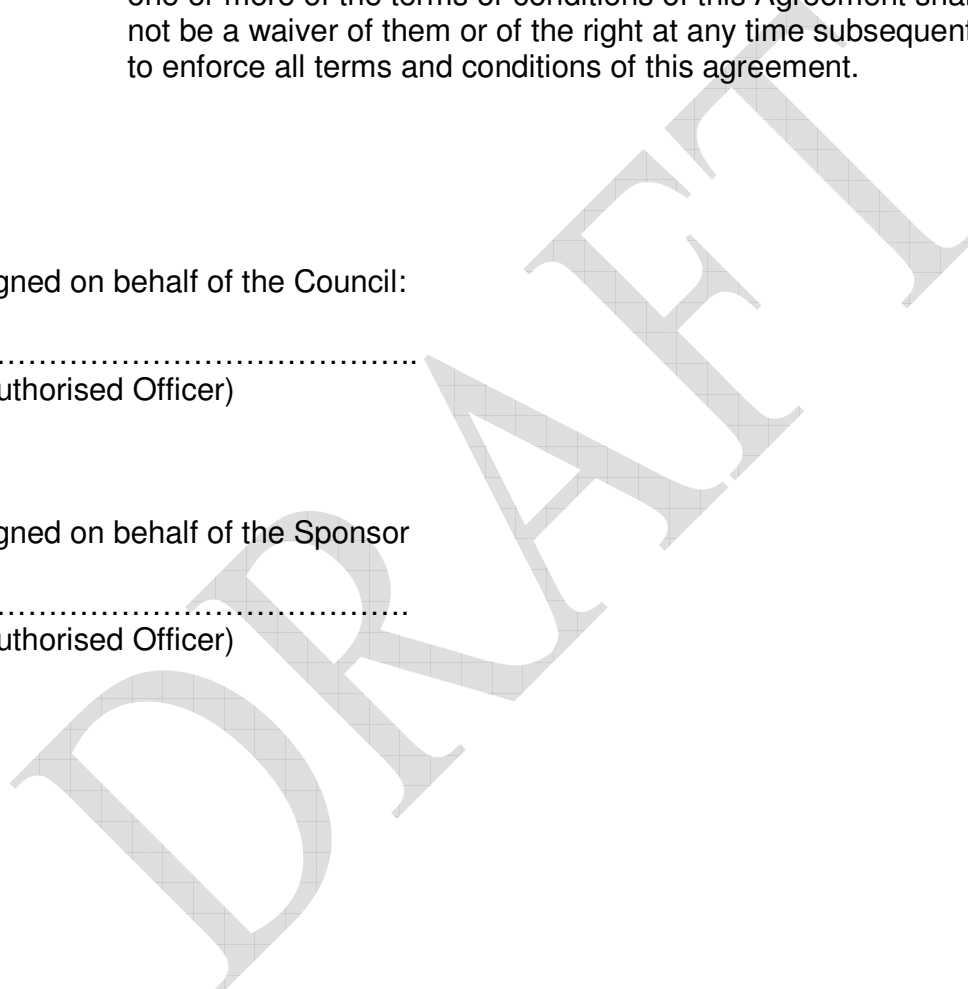 one or more of the terms or conditions of this Agreement shall
not be a waiver of them or of the right at any time subsequent
to enforce all terms and conditions of this agreement.
gned on behalf of the Council:
…………………………………….. 
uthorised Officer)
gned on behalf of the Sponsor
…………………………………….
uthorised Officer)
DRAFT